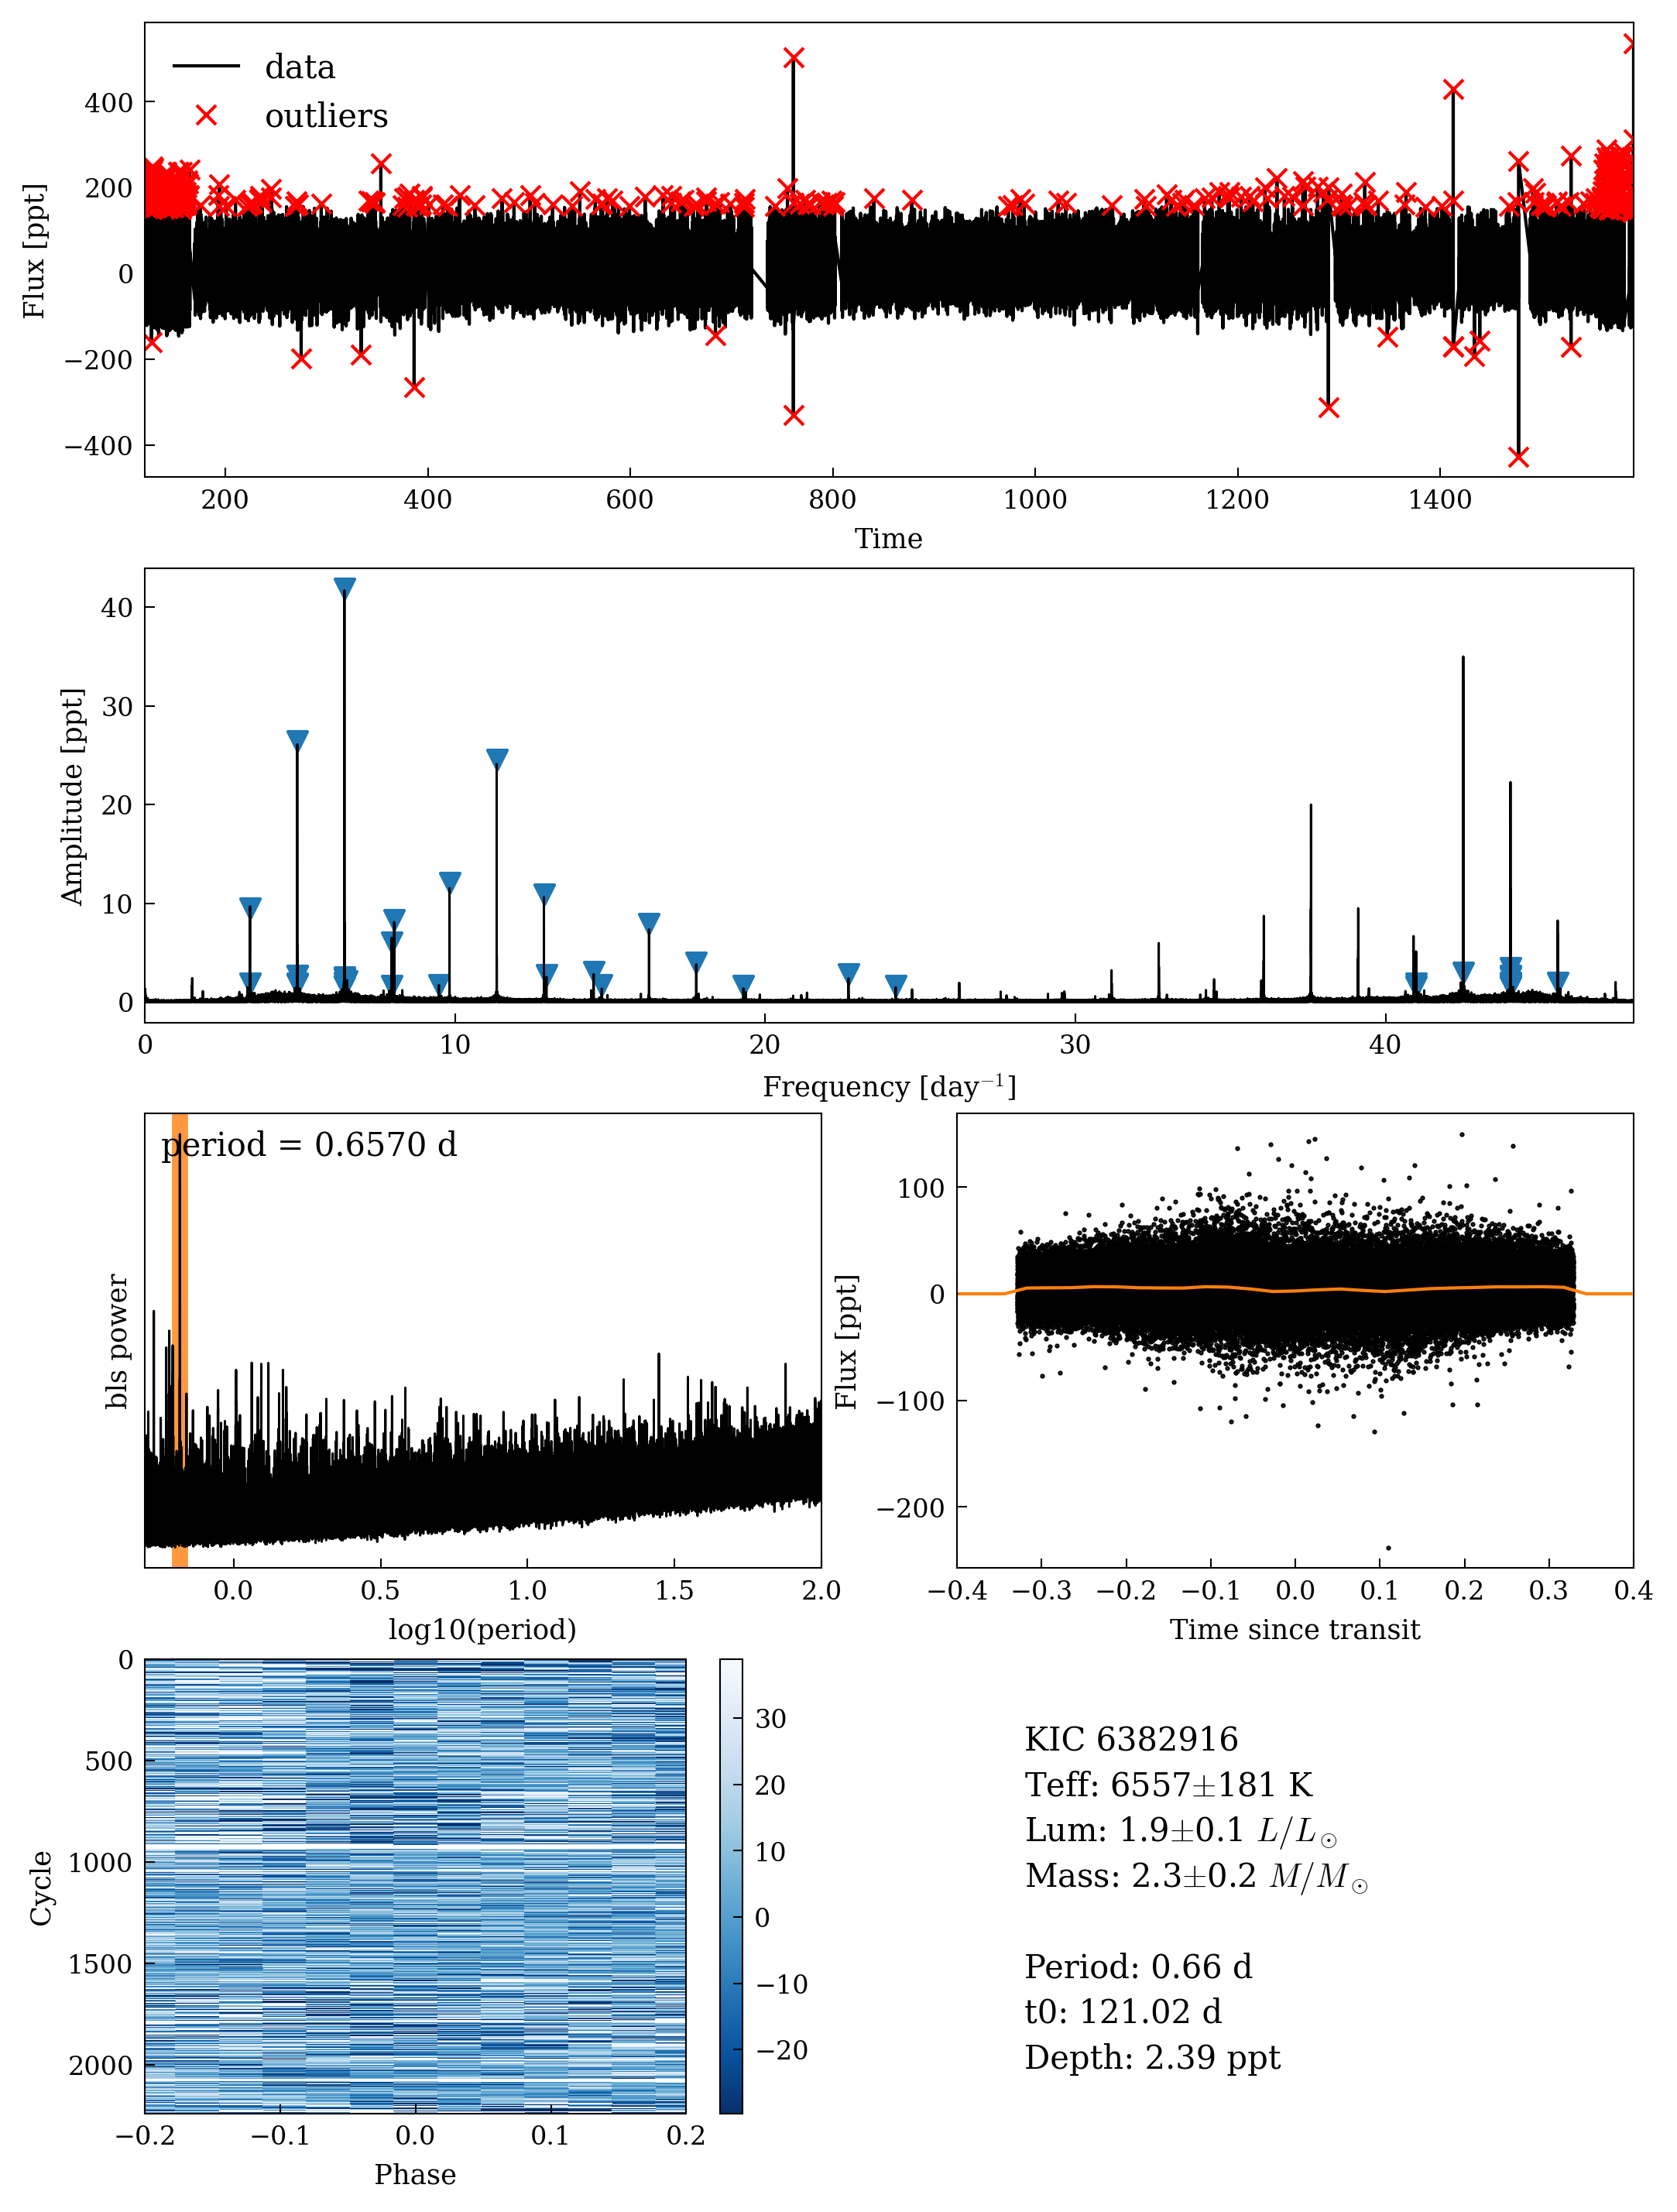 data
outliers
400
200
0
−200
−400
Flux [ppt]
200 400 600 800 1000 1200 1400
Time
40
30
20
10
0
Amplitude [ppt]
0 10 20 30 40
Frequency [day⁻¹]
period = 0.6570 d
bls power
0.0 0.5 1.0 1.5 2.0
log10(period)
100
0
−100
−200
Flux [ppt]
−0.4 −0.3 −0.2 −0.1 0.0 0.1 0.2 0.3 0.4
Time since transit
0
500
1000
1500
2000
Cycle
−0.2 −0.1 0.0 0.1 0.2
Phase
30
20
10
0
−10
−20
KIC 6382916
Teff: 6557±181 K
Lum: 1.9±0.1 L/L⊙
Mass: 2.3±0.2 M/M⊙
Period: 0.66 d
t0: 121.02 d
Depth: 2.39 ppt